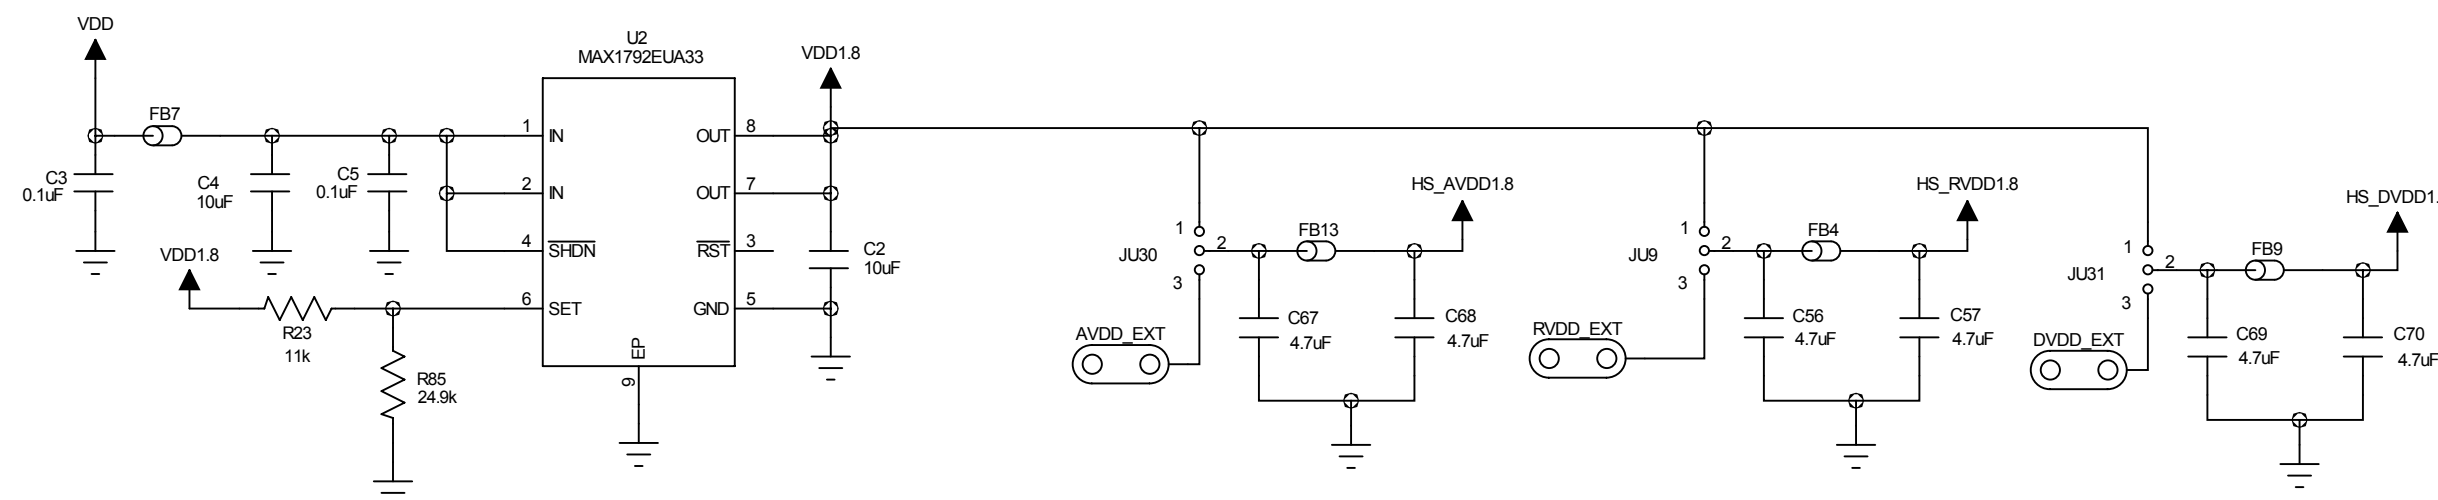 VDD
U2
MAX1792EUA33
VDD1.8
FB7
1 IN
OUT 8
C3
0.1uF
C4
10uF
C5
0.1uF
2 IN
OUT 7
4 SHDN
RST 3
C2
10uF
VDD1.8
6 SET
GND 5
R23
11k
EP
9
R85
24.9k
HS_AVDD1.8
1
FB13
2
JU30
3
C67
4.7uF
C68
4.7uF
AVDD_EXT
HS_RVDD1.8
1
FB4
2
JU9
3
C56
4.7uF
C57
4.7uF
RVDD_EXT
HS_DVDD1.
1
FB9
2
JU31
3
C69
4.7uF
C70
4.7uF
DVDD_EXT